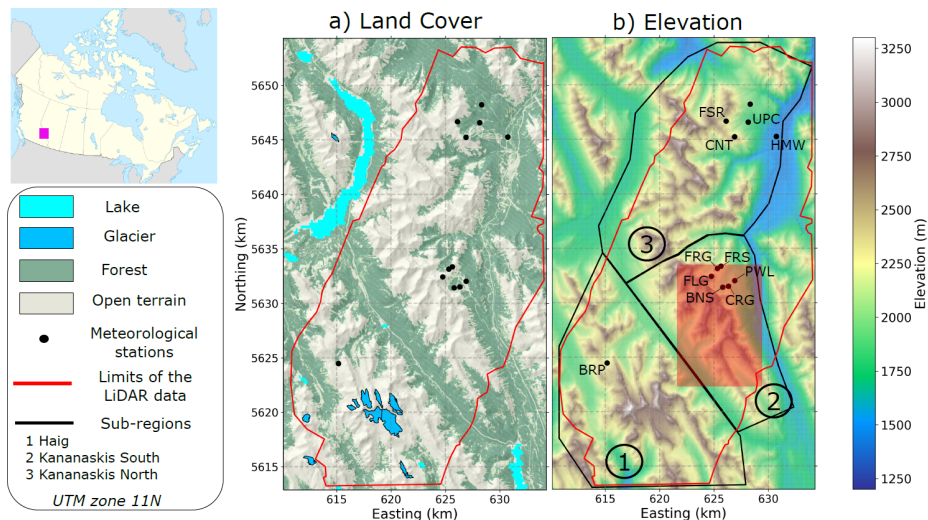 a) Land Cover
b) Elevation
Lake
Glacier
Forest
Open terrain
Meteorological
stations
Limits of the
LiDAR data
Sub-regions
1 Haig
2 Kananaskis South
3 Kananaskis North
UTM zone 11N
Northing (km)
5650
5645
5640
5635
5630
5625
5620
5615
615
620
625
630
Easting (km)
FSR
UPC
CNT
HMW
3
FRG
FRS
PWL
FLG
BNS
CRG
BRP
2
1
615
620
625
630
Easting (km)
3250
3000
2750
2500
2250
2000
1750
1500
1250
Elevation (m)